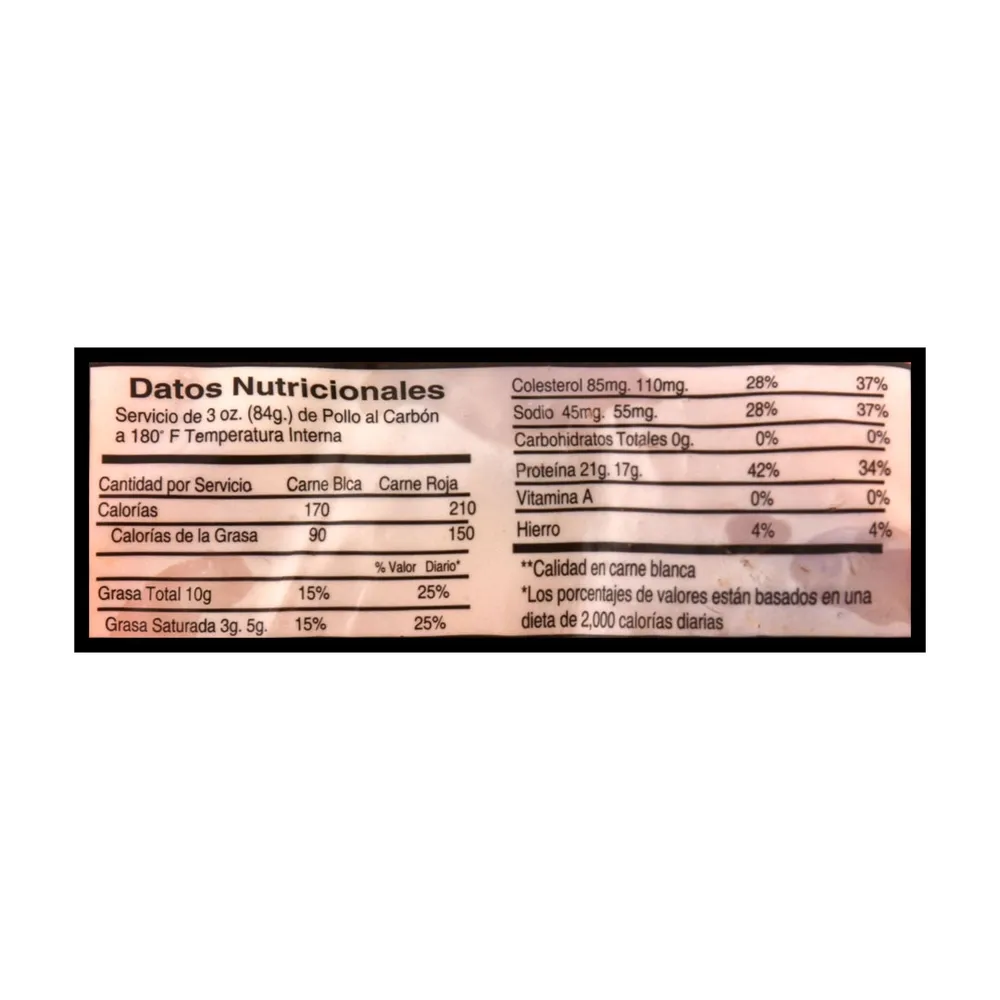 Datos Nutricionales
Servicio de 3 oz. (84g.) de Pollo al Carbón
a 180° F Temperatura Interna
Cantidad por Servicio Carne Blca Carne Roja
Calorías 170 210
Calorías de la Grasa 90 150
% Valor Diario*
Grasa Total 10g 15% 25%
Grasa Saturada 3g. 5g. 15% 25%
Colesterol 85mg. 110mg. 28% 37%
Sodio 45mg. 55mg. 28% 37%
Carbohidratos Totales 0g. 0% 0%
Proteína 21g. 17g. 42% 34%
Vitamina A 0% 0%
Hierro 4% 4%
**Calidad en carne blanca
*Los porcentajes de valores están basados en una
dieta de 2,000 calorías diarias